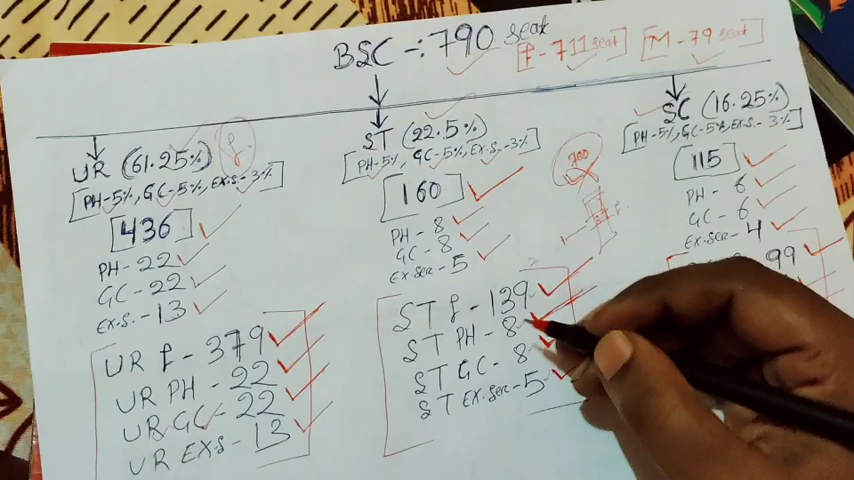 BSC -: 790 seat
[f - 711 seat] [M - 79 seat]
UR (61.25%) f
[PH-5%, GC-5%, EX.S.-3%]
436
PH - 22
GC - 22
EX.S. - 13
UR f - 379
UR PH - 22
UR GC - 22
UR EX.S - 13
ST (22.5%)
[PH-5%, GC-5%, EX.S.-3%]
160
PH - 8
GC - 8
EX Ser - 5
ST f - 139
ST PH - 8
ST GC - 8
ST EX.Ser - 5
700
SC (16.25%)
[PH-5%, GC-5%, EX.S-3%]
115
PH - 6
GC - 6
EX.Ser - 4
99